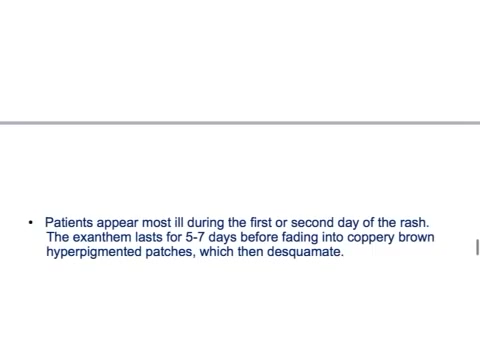 • Patients appear most ill during the first or second day of the rash.
The exanthem lasts for 5-7 days before fading into coppery brown
hyperpigmented patches, which then desquamate.